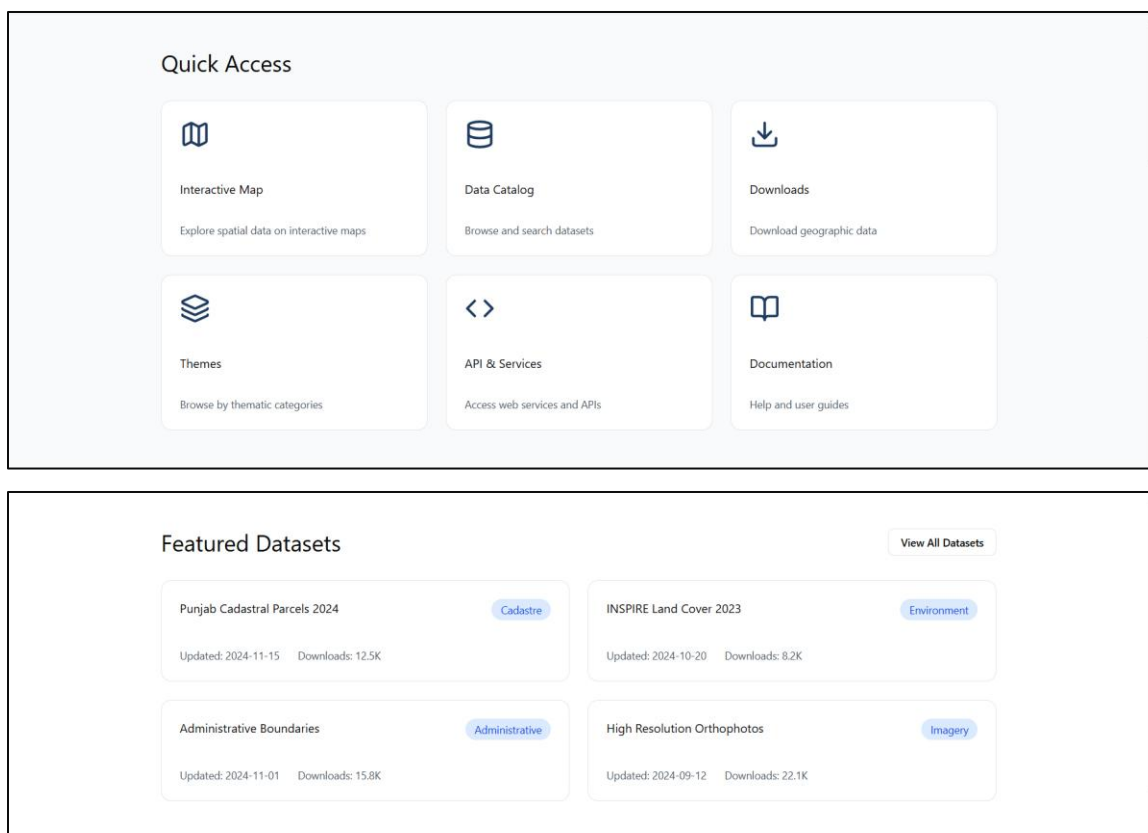 Quick Access
Interactive Map
Explore spatial data on interactive maps
Data Catalog
Browse and search datasets
Downloads
Download geographic data
Themes
Browse by thematic categories
API & Services
Access web services and APIs
Documentation
Help and user guides
Featured Datasets
View All Datasets
Punjab Cadastral Parcels 2024
Cadastre
Updated: 2024-11-15 Downloads: 12.5K
INSPIRE Land Cover 2023
Environment
Updated: 2024-10-20 Downloads: 8.2K
Administrative Boundaries
Administrative
Updated: 2024-11-01 Downloads: 15.8K
High Resolution Orthophotos
Imagery
Updated: 2024-09-12 Downloads: 22.1K